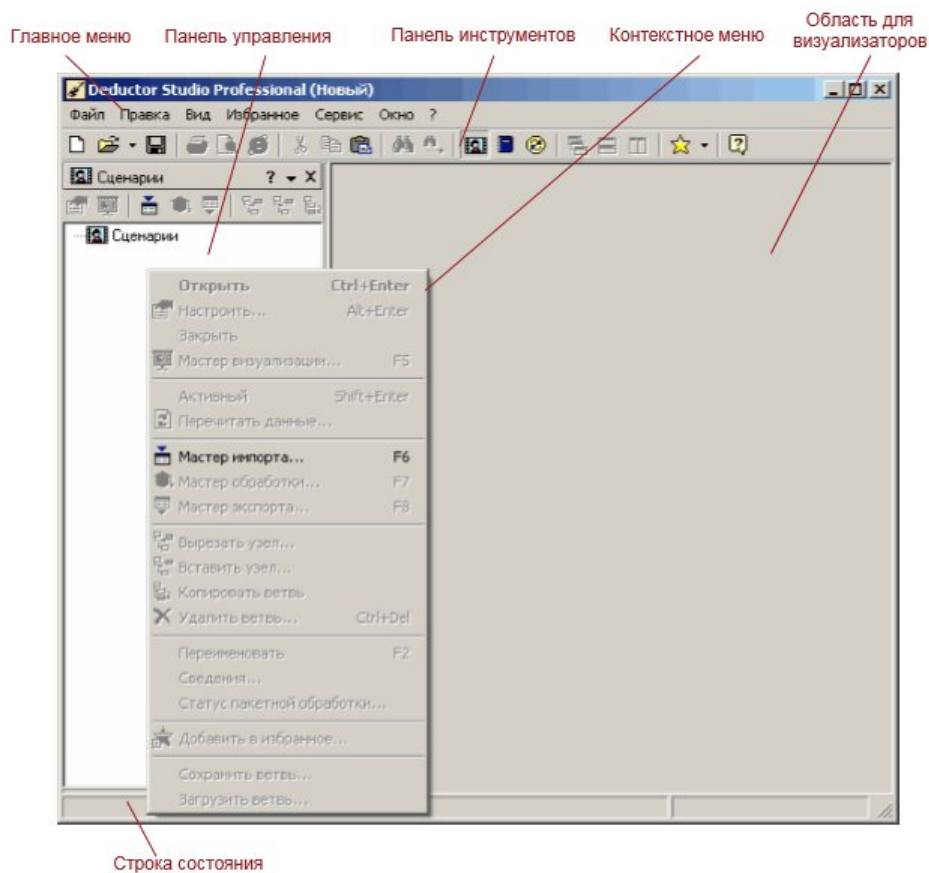 Главное меню
Панель управления
Панель инструментов
Контекстное меню
Область для
визуализаторов
Deductor Studio Professional (Новый)
Файл Правка Вид Избранное Сервис Окно ?
Сценарии ?
Сценарии
Открыть Ctrl+Enter
Настроить... Alt+Enter
Закрыть
Мастер визуализации... F5
Активный Shift+Enter
Перечитать данные...
Мастер импорта... F6
Мастер обработки... F7
Мастер экспорта... F8
Вырезать узел...
Вставить узел...
Копировать ветвь
Удалить ветвь... Ctrl+Del
Переименовать F2
Сведения...
Статус пакетной обработки...
Добавить в избранное...
Сохранить ветвь...
Загрузить ветвь...
Строка состояния